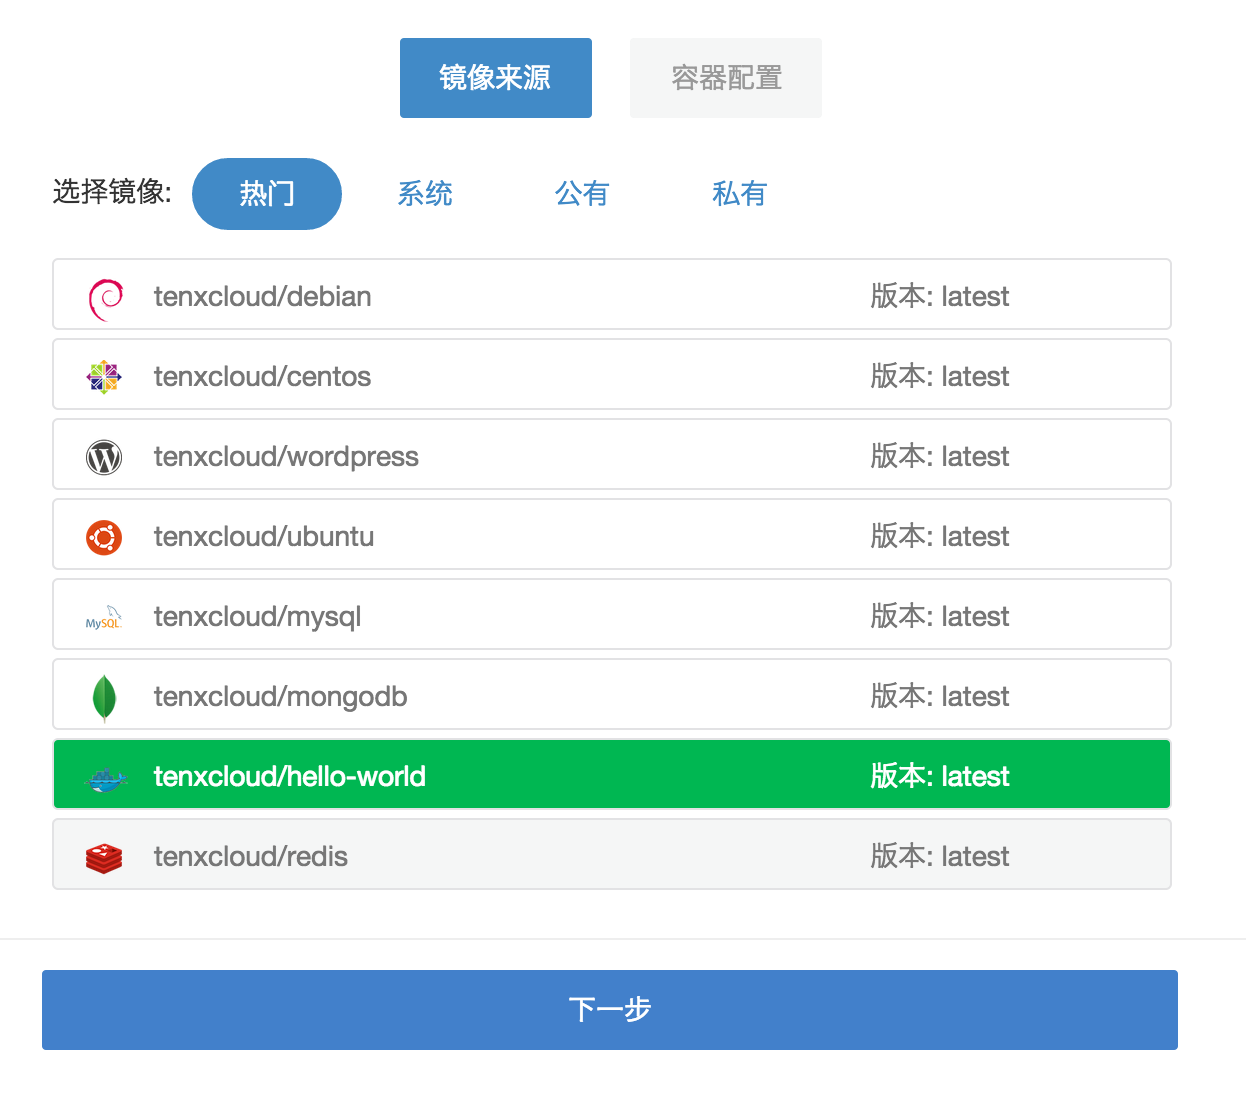 镜像来源 容器配置
选择镜像: 热门 系统 公有 私有
tenxcloud/debian 版本: latest
tenxcloud/centos 版本: latest
tenxcloud/wordpress 版本: latest
tenxcloud/ubuntu 版本: latest
MySQL tenxcloud/mysql 版本: latest
tenxcloud/mongodb 版本: latest
tenxcloud/hello-world 版本: latest
tenxcloud/redis 版本: latest
下一步